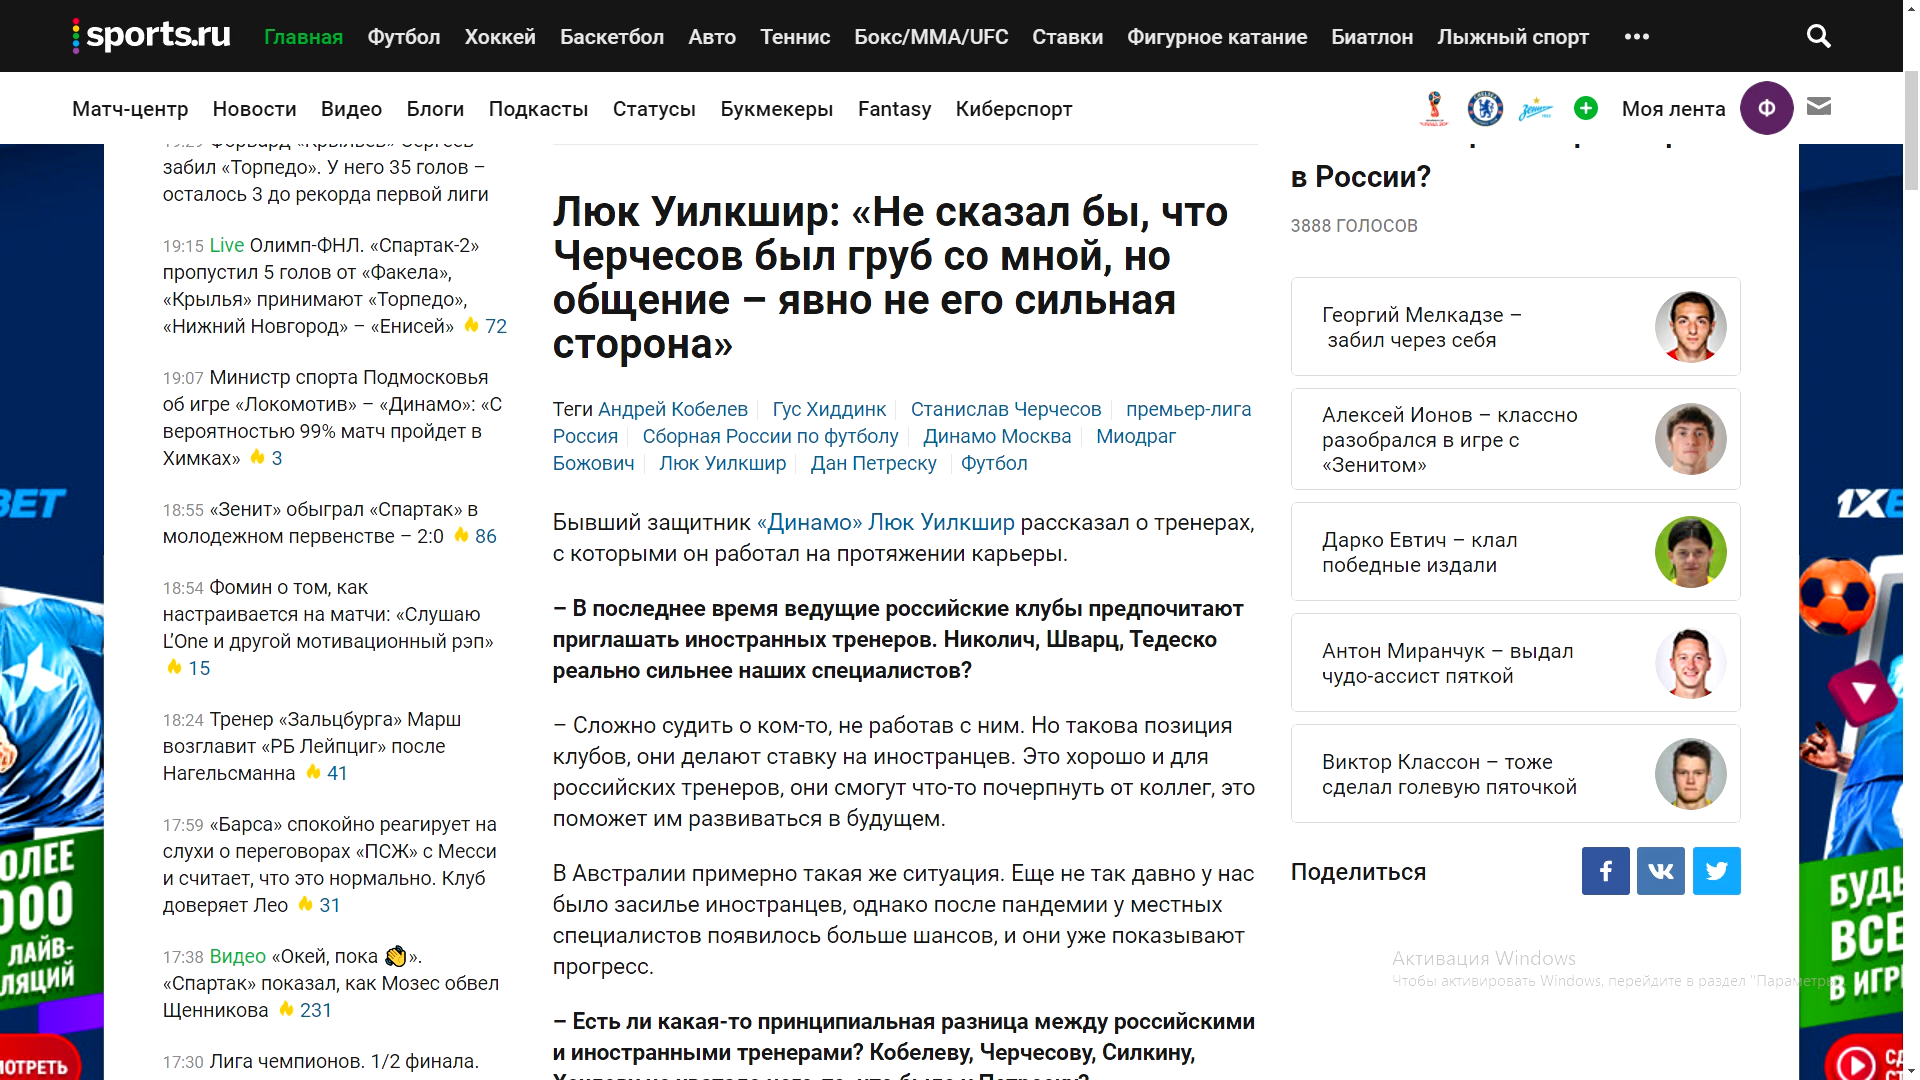 sports.ru
Главная
Футбол
Хоккей
Баскетбол
Авто
Теннис
Бокс/MMA/UFC
Ставки
Фигурное катание
Биатлон
Лыжный спорт
Матч-центр
Новости
Видео
Блоги
Подкасты
Статусы
Букмекеры
Fantasy
Киберспорт
Моя лента
Ф
забил «Торпедо». У него 35 голов –
осталось 3 до рекорда первой лиги
19:15 Live Олимп-ФНЛ. «Спартак-2»
пропустил 5 голов от «Факела»,
«Крылья» принимают «Торпедо»,
«Нижний Новгород» – «Енисей» 72
19:07 Министр спорта Подмосковья
об игре «Локомотив» – «Динамо»: «С
вероятностью 99% матч пройдет в
Химках» 3
18:55 «Зенит» обыграл «Спартак» в
молодежном первенстве – 2:0 86
18:54 Фомин о том, как
настраивается на матчи: «Слушаю
L’One и другой мотивационный рэп»
15
18:24 Тренер «Зальцбурга» Марш
возглавит «РБ Лейпциг» после
Нагельсманна 41
17:59 «Барса» спокойно реагирует на
слухи о переговорах «ПСЖ» с Месси
и считает, что это нормально. Клуб
доверяет Лео 31
17:38 Видео «Окей, пока 👏».
«Спартак» показал, как Мозес обвел
Щенникова 231
17:30 Лига чемпионов. 1/2 финала.
Люк Уилкшир: «Не сказал бы, что
Черчесов был груб со мной, но
общение – явно не его сильная
сторона»
Теги Андрей Кобелев Гус Хиддинк Станислав Черчесов премьер-лига
Россия Сборная России по футболу Динамо Москва Миодраг
Божович Люк Уилкшир Дан Петреску Футбол
Бывший защитник «Динамо» Люк Уилкшир рассказал о тренерах,
с которыми он работал на протяжении карьеры.
– В последнее время ведущие российские клубы предпочитают
приглашать иностранных тренеров. Николич, Шварц, Тедеско
реально сильнее наших специалистов?
– Сложно судить о ком-то, не работав с ним. Но такова позиция
клубов, они делают ставку на иностранцев. Это хорошо и для
российских тренеров, они смогут что-то почерпнуть от коллег, это
поможет им развиваться в будущем.
В Австралии примерно такая же ситуация. Еще не так давно у нас
было засилье иностранцев, однако после пандемии у местных
специалистов появилось больше шансов, и они уже показывают
прогресс.
– Есть ли какая-то принципиальная разница между российскими
и иностранными тренерами? Кобелеву, Черчесову, Силкину,
в России?
3888 ГОЛОСОВ
Георгий Мелкадзе –
забил через себя
Алексей Ионов – классно
разобрался в игре с
«Зенитом»
Дарко Евтич – клал
победные издали
Антон Миранчук – выдал
чудо-ассист пяткой
Виктор Классон – тоже
сделал голевую пяточкой
Поделиться
Активация Windows
Чтобы активировать Windows, перейдите в раздел "Параметры